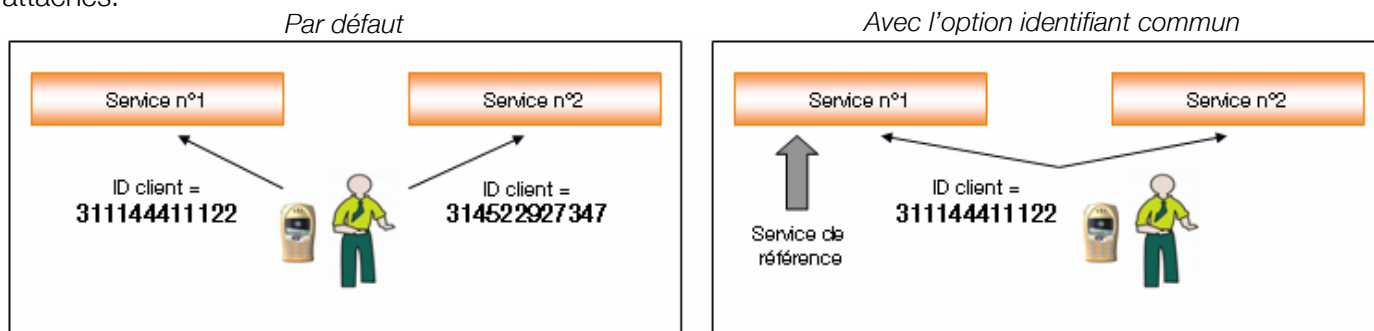 attachés.
Par défaut
Avec l'option identifiant commun
Service n°1
Service n°2
ID client =
311144411122
ID client =
314522927347
Service n°1
Service n°2
ID client =
311144411122
Service de
référence